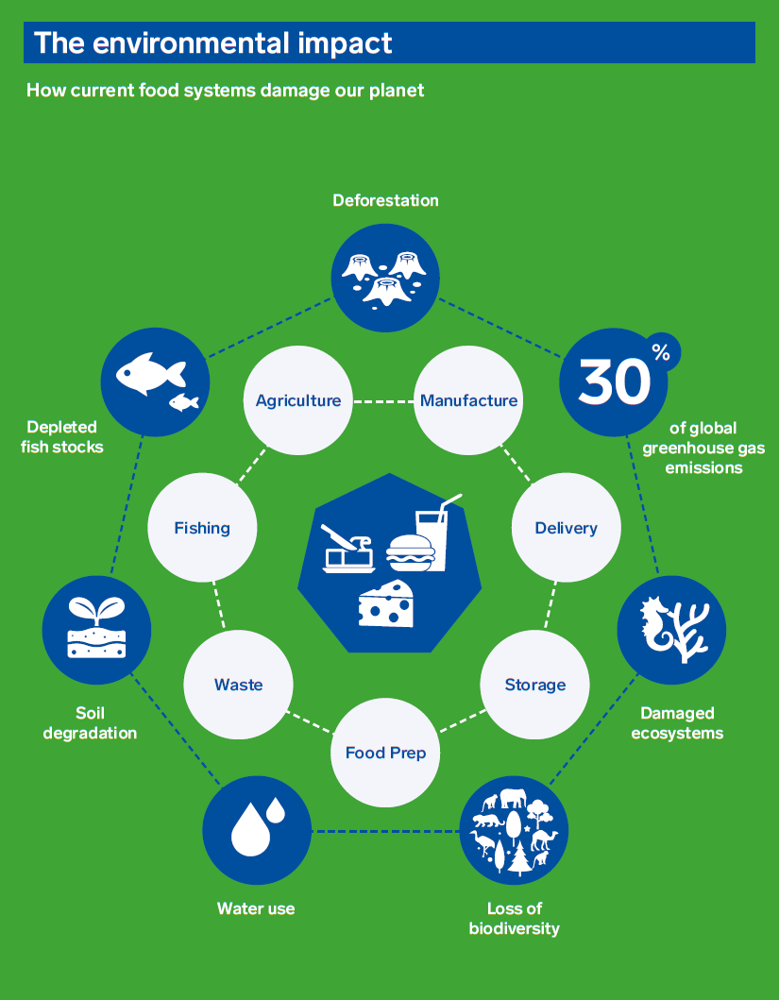 The environmental impact
How current food systems damage our planet
Deforestation
30%
of global
greenhouse gas
emissions
Depleted
fish stocks
Agriculture
Manufacture
Fishing
Delivery
Waste
Storage
Food Prep
Soil
degradation
Damaged
ecosystems
Water use
Loss of
biodiversity